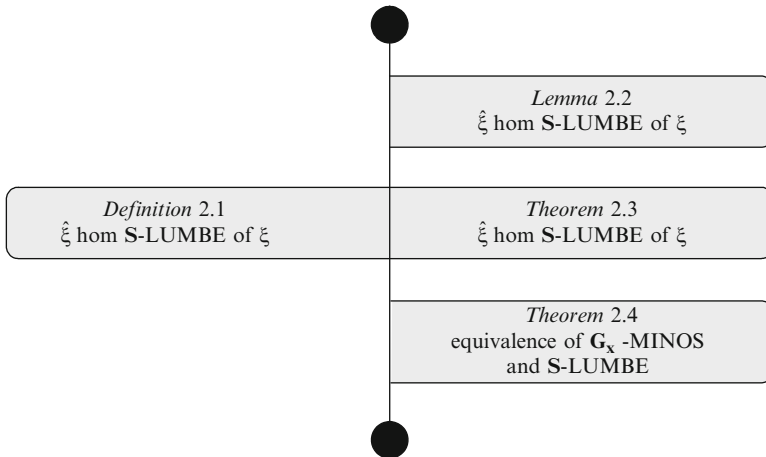 Lemma 2.2
ξ̂ hom S-LUMBE of ξ
Definition 2.1
ξ̂ hom S-LUMBE of ξ
Theorem 2.3
ξ̂ hom S-LUMBE of ξ
Theorem 2.4
equivalence of Gₓ -MINOS
and S-LUMBE